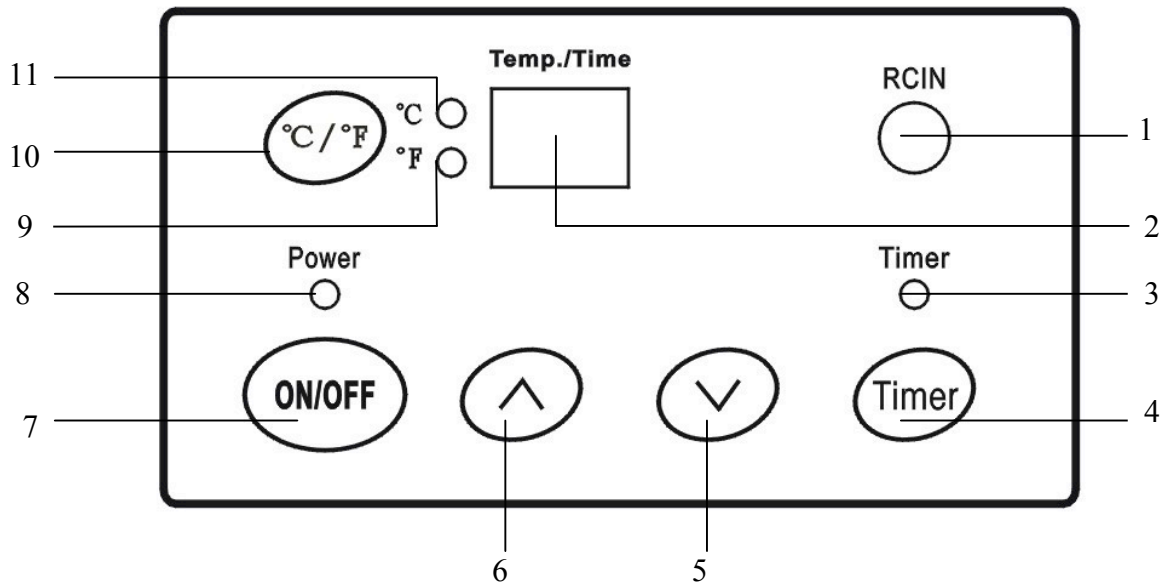 Temp./Time
RCIN
11
°C
°C/°F
1
10
°F
9
2
Power
Timer
8
3
ON/OFF
Timer
7
4
6
5